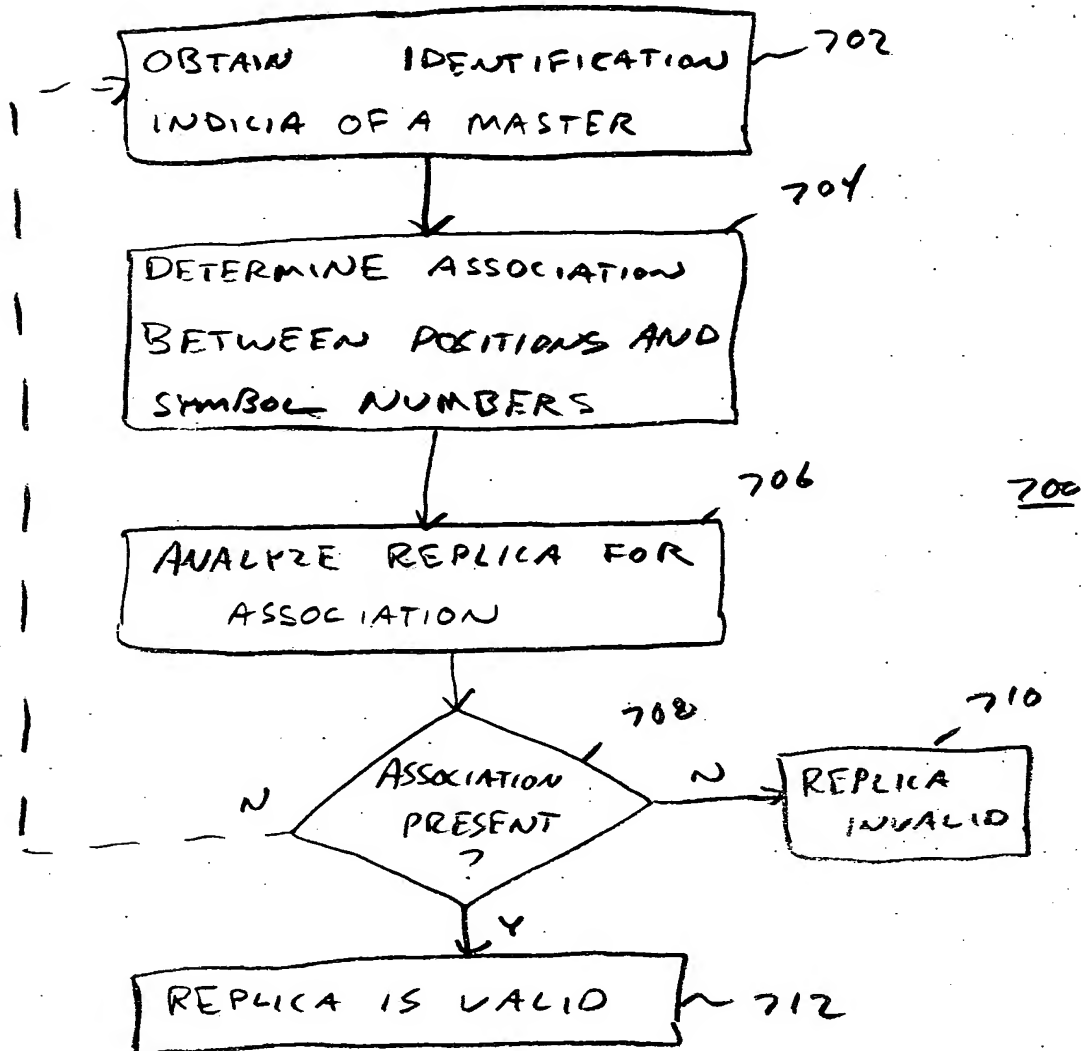 OBTAIN IDENTIFICATION
INDICIA OF A MASTER
702
704
DETERMINE ASSOCIATION
BETWEEN POSITIONS AND
SYMBOL NUMBERS
706
700
ANALYZE REPLICA FOR
ASSOCIATION
708
710
ASSOCIATION
PRESENT
?
N
N
REPLICA
INVALID
Y
REPLICA IS VALID
712